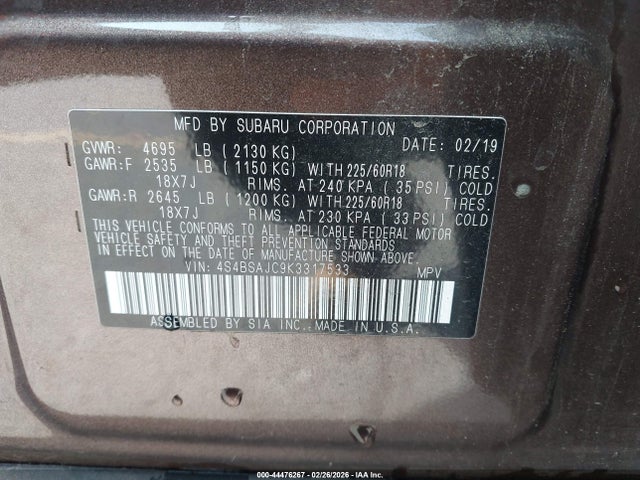 MFD BY SUBARU CORPORATION
GVWR: 4695 LB ( 2130 KG) DATE: 02/19
GAWR:F 2535 LB ( 1150 KG) WITH 225/60R18 TIRES.
18X7J RIMS. AT 240 KPA ( 35 PSI) COLD
GAWR:R 2645 LB ( 1200 KG) WITH 225/60R18 TIRES.
18X7J RIMS. AT 230 KPA ( 33 PSI) COLD
THIS VEHICLE CONFORMS TO ALL APPLICABLE FEDERAL MOTOR
VEHICLE SAFETY AND THEFT PREVENTION STANDARDS
IN EFFECT ON THE DATE OF MANUFACTURE SHOWN ABOVE.
VIN: 4S4BSAJC9K3317533 MPV
ASSEMBLED BY SIA INC. MADE IN U.S.A.
000-44476267 - 02/26/2026 - IAA Inc.